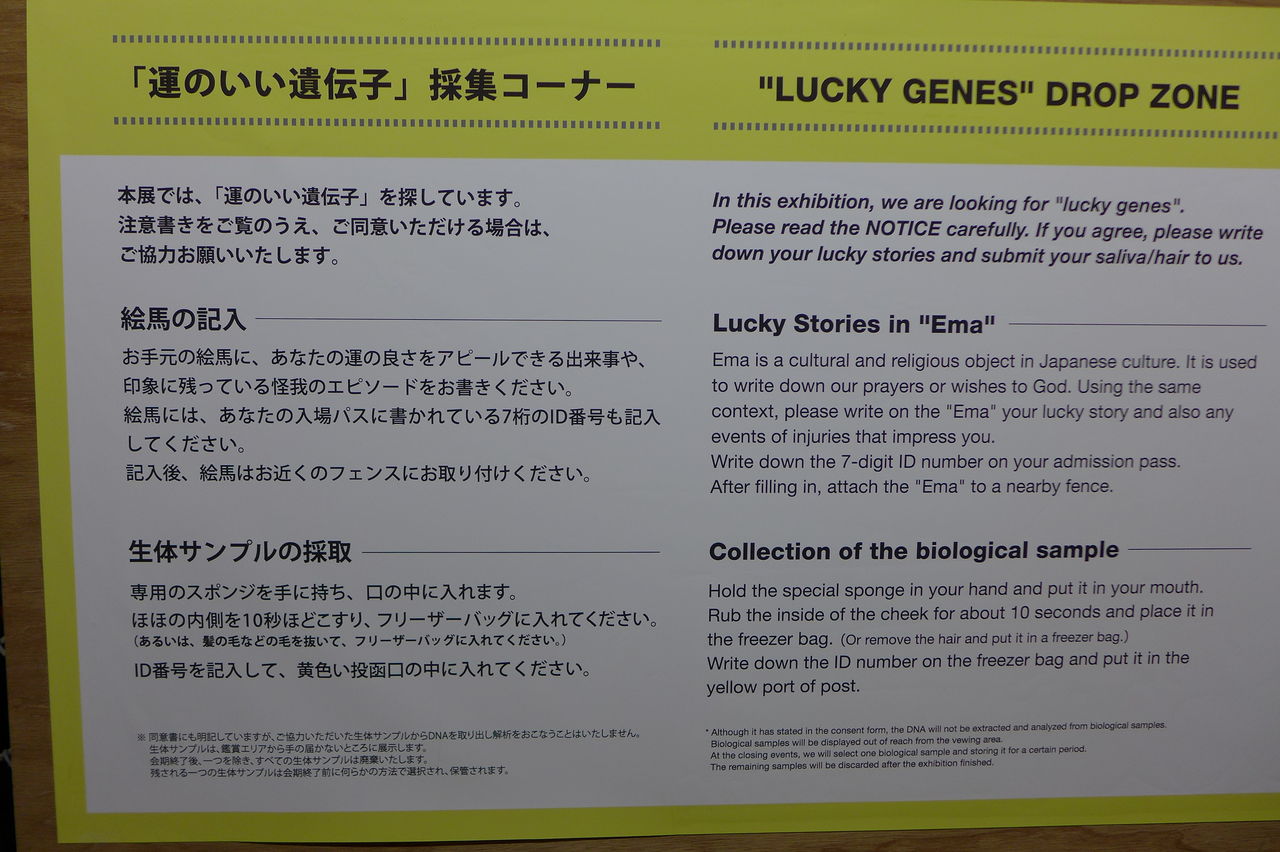 「運のいい遺伝子」採集コーナー
本展では、「運のいい遺伝子」を探しています。
注意書きをご覧のうえ、ご同意いただける場合は、
ご協力お願いいたします。
絵馬の記入
お手元の絵馬に、あなたの運の良さをアピールできる出来事や、
印象に残っている怪我のエピソードをお書きください。
絵馬には、あなたの入場パスに書かれている7桁のID番号も記入
してください。
記入後、絵馬はお近くのフェンスにお取り付けください。
生体サンプルの採取
専用のスポンジを手に持ち、口の中に入れます。
ほほの内側を10秒ほどこすり、フリーザーバッグに入れてください。
（あるいは、髪の毛などの毛を抜いて、フリーザーバッグに入れてください。）
ID番号を記入して、黄色い投函口の中に入れてください。
※ 同意書にも明記していますが、ご協力いただいた生体サンプルからDNAを取り出し解析をおこなうことはいたしません。
生体サンプルは、鑑賞エリアから手の届かないところに展示します。
会期終了後、一つを除き、すべての生体サンプルは廃棄いたします。
残される一つの生体サンプルは会期終了前に何らかの方法で選択され、保管されます。
"LUCKY GENES" DROP ZONE
In this exhibition, we are looking for "lucky genes".
Please read the NOTICE carefully. If you agree, please write
down your lucky stories and submit your saliva/hair to us.
Lucky Stories in "Ema"
Ema is a cultural and religious object in Japanese culture. It is used
to write down our prayers or wishes to God. Using the same
context, please write on the "Ema" your lucky story and also any
events of injuries that impress you.
Write down the 7-digit ID number on your admission pass.
After filling in, attach the "Ema" to a nearby fence.
Collection of the biological sample
Hold the special sponge in your hand and put it in your mouth.
Rub the inside of the cheek for about 10 seconds and place it in
the freezer bag. (Or remove the hair and put it in a freezer bag.)
Write down the ID number on the freezer bag and put it in the
yellow port of post.
* Although it has stated in the consent form, the DNA will not be extracted and analyzed from biological samples.
Biological samples will be displayed out of reach from the vewing area.
At the closing events, we will select one biological sample and storing it for a certain period.
The remaining samples will be discarded after the exhibition finished.